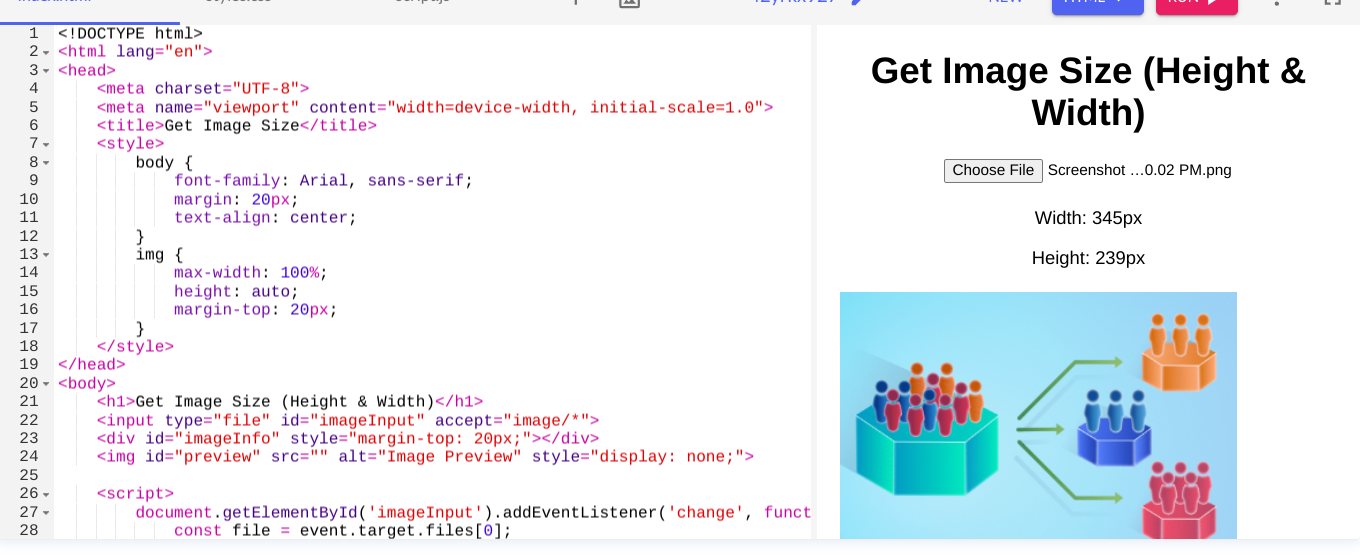 1 <!DOCTYPE html>
2 <html lang="en">
3 <head>
4 <meta charset="UTF-8">
5 <meta name="viewport" content="width=device-width, initial-scale=1.0">
6 <title>Get Image Size</title>
7 <style>
8 body {
9 font-family: Arial, sans-serif;
10 margin: 20px;
11 text-align: center;
12 }
13 img {
14 max-width: 100%;
15 height: auto;
16 margin-top: 20px;
17 }
18 </style>
19 </head>
20 <body>
21 <h1>Get Image Size (Height & Width)</h1>
22 <input type="file" id="imageInput" accept="image/*">
23 <div id="imageInfo" style="margin-top: 20px;"></div>
24 <img id="preview" src="" alt="Image Preview" style="display: none;">
25
26 <script>
27 document.getElementById('imageInput').addEventListener('change', funct
28 const file = event.target.files[0];
Get Image Size (Height &
Width)
Choose File Screenshot …0.02 PM.png
Width: 345px
Height: 239px